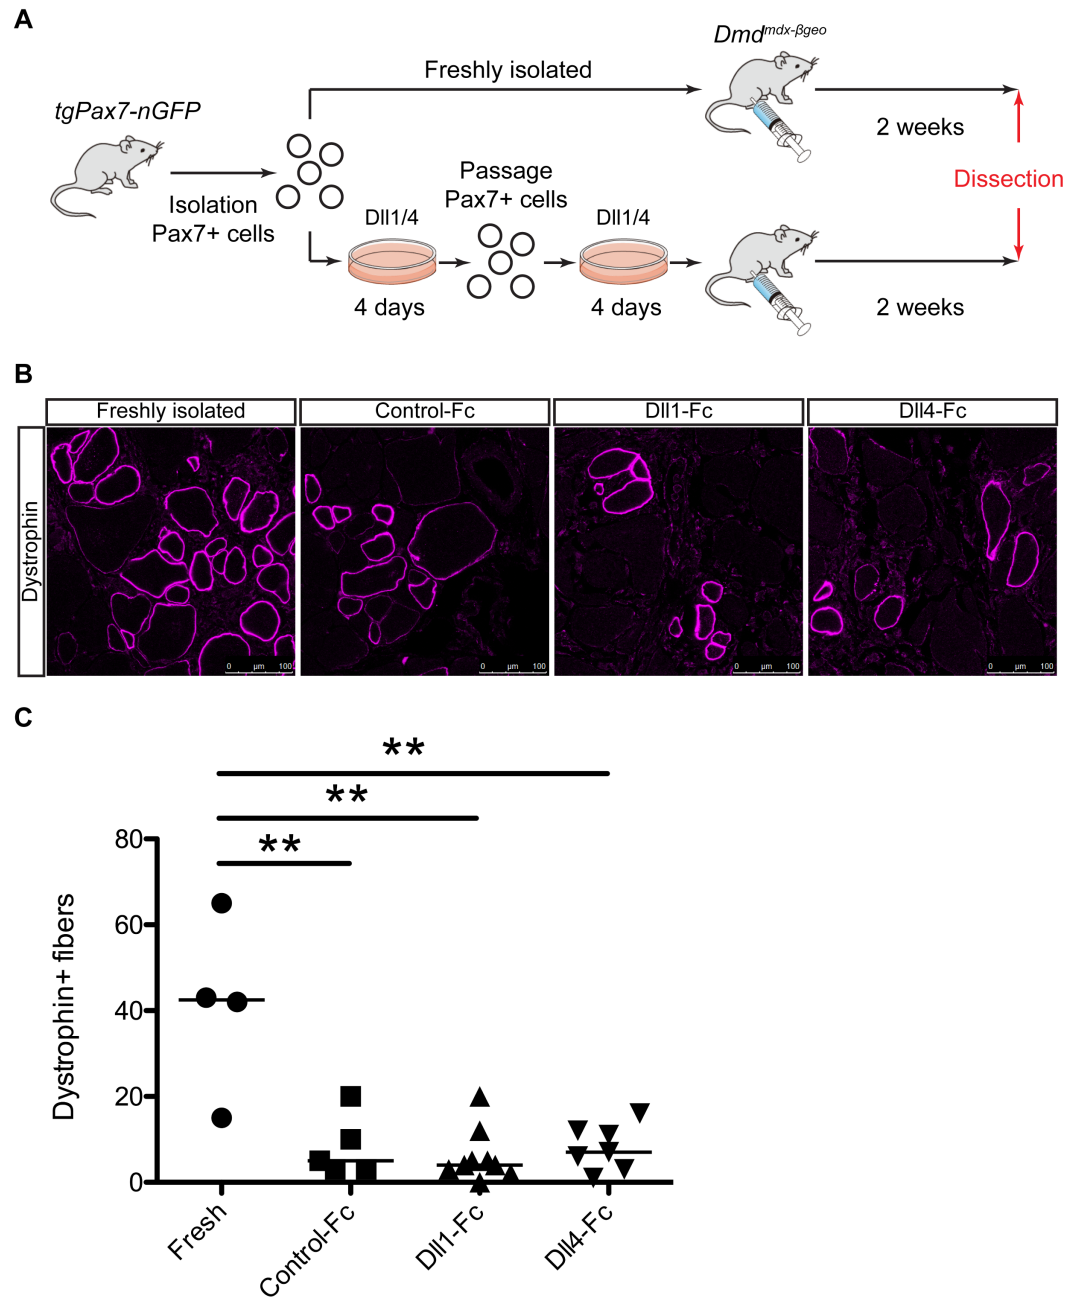 A
tgPax7-nGFP
Isolation
Pax7+ cells
Freshly isolated
Dmdmdx-βgeo
2 weeks
Dissection
Dll1/4
4 days
Passage
Pax7+ cells
Dll1/4
4 days
2 weeks
B
Freshly isolated
Control-Fc
Dll1-Fc
Dll4-Fc
Dystrophin
0 µm 100
0 µm 100
0 µm 100
0 µm 100
C
**
**
**
Dystrophin+ fibers
80
60
40
20
0
Fresh
Control-Fc
Dll1-Fc
Dll4-Fc